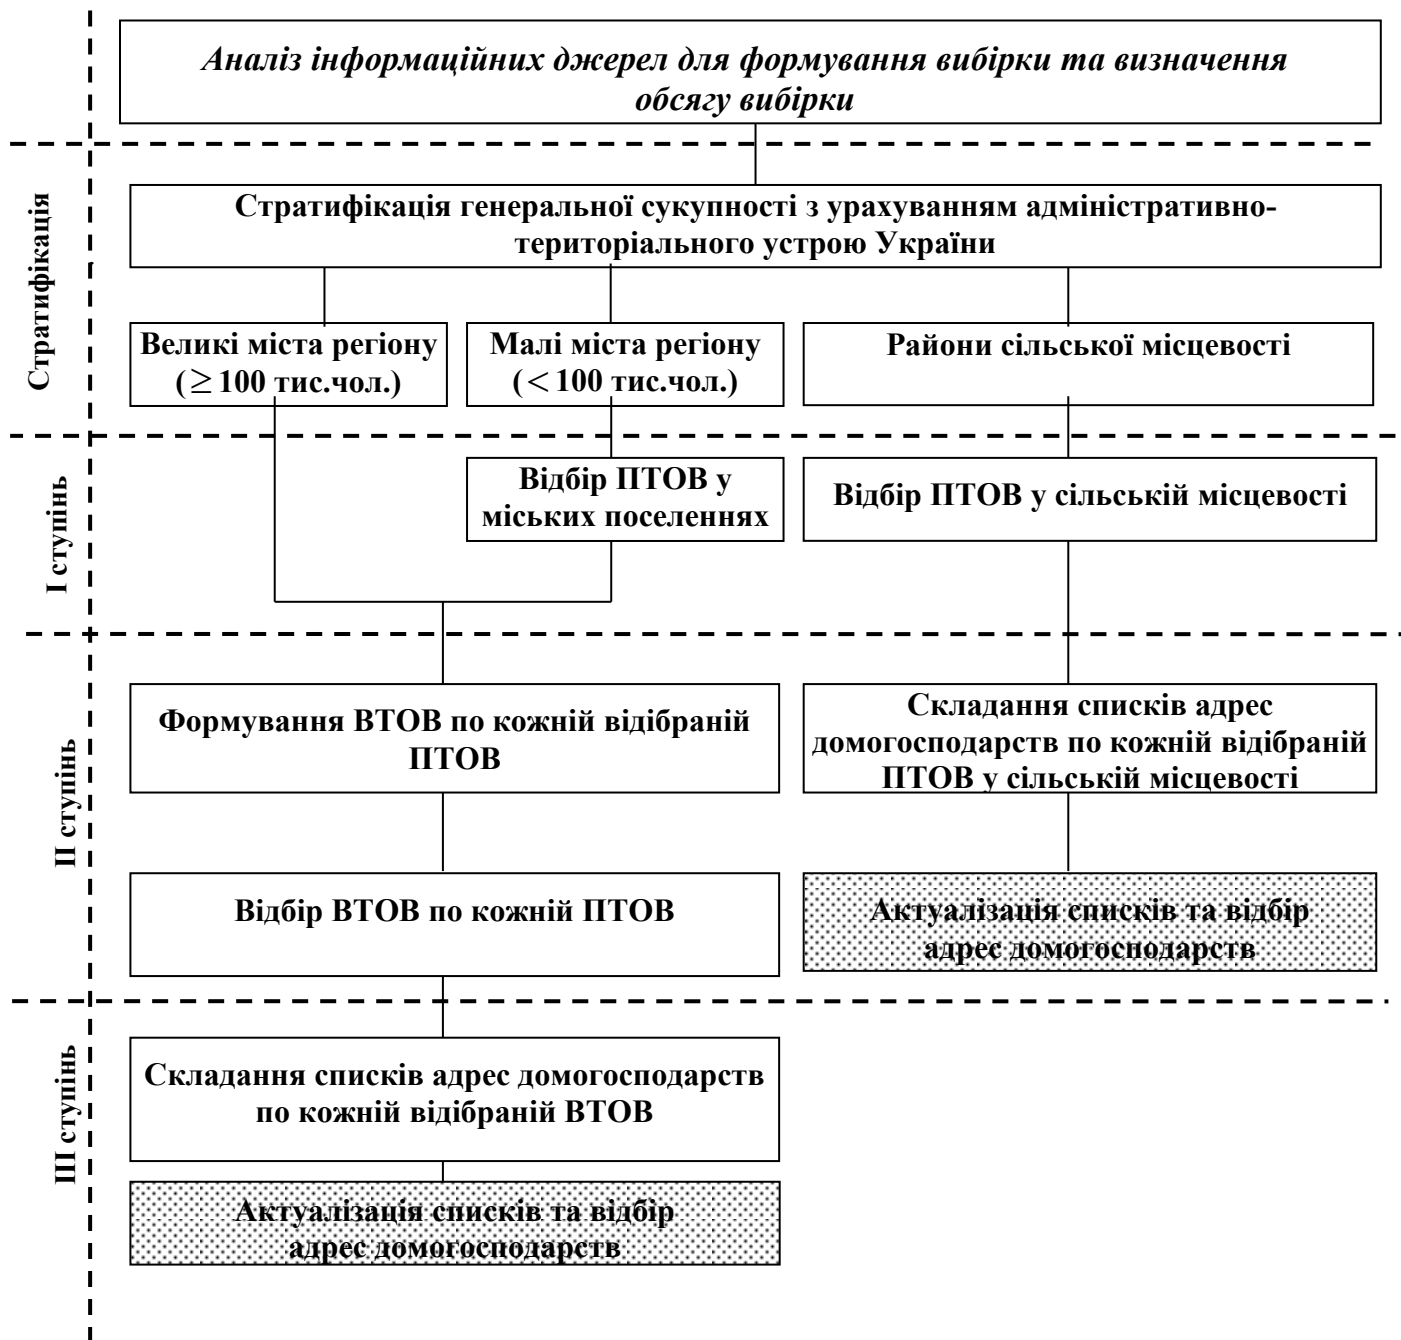 Аналіз інформаційних джерел для формування вибірки та визначення
обсягу вибірки
Стратифікація
Стратифікація генеральної сукупності з урахуванням адміністративно-
територіального устрою України
Великі міста регіону
(≥ 100 тис.чол.)
Малі міста регіону
(< 100 тис.чол.)
Райони сільської місцевості
I ступінь
Відбір ПТОВ у
міських поселеннях
Відбір ПТОВ у сільській місцевості
II ступінь
Формування ВТОВ по кожній відібраній
ПТОВ
Складання списків адрес
домогосподарств по кожній відібраній
ПТОВ у сільській місцевості
Відбір ВТОВ по кожній ПТОВ
Актуалізація списків та відбір
адрес домогосподарств
III ступінь
Складання списків адрес домогосподарств
по кожній відібраній ВТОВ
Актуалізація списків та відбір
адрес домогосподарств